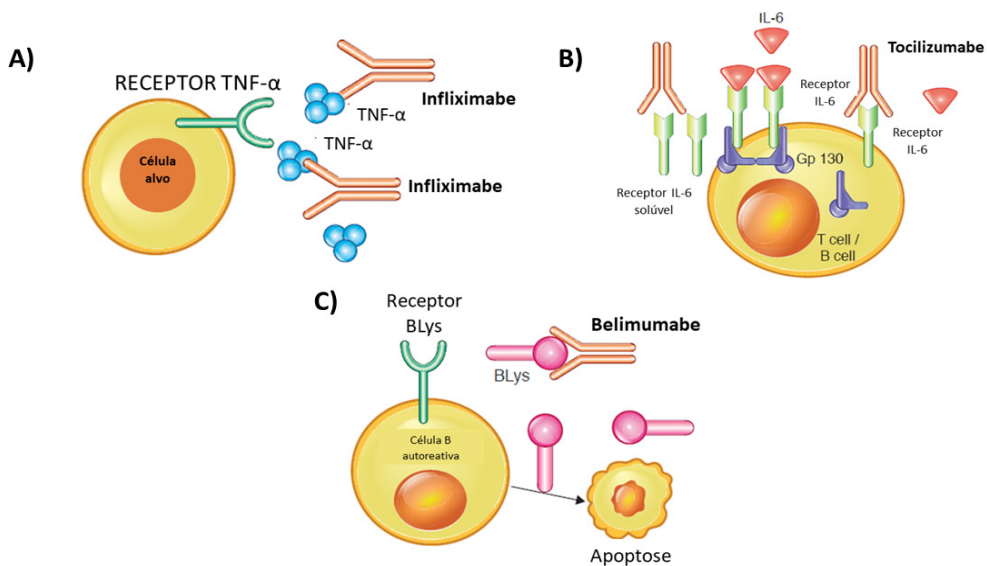 A)
RECEPTOR TNF-α
Infliximabe
TNF-α
TNF-α
Infliximabe
Célula
alvo
B)
IL-6
Tocilizumabe
Receptor
IL-6
Receptor
IL-6
Gp 130
Receptor IL-6
solúvel
T cell /
B cell
C)
Receptor
BLys
Belimumabe
BLys
Célula B
autoreativa
Apoptose